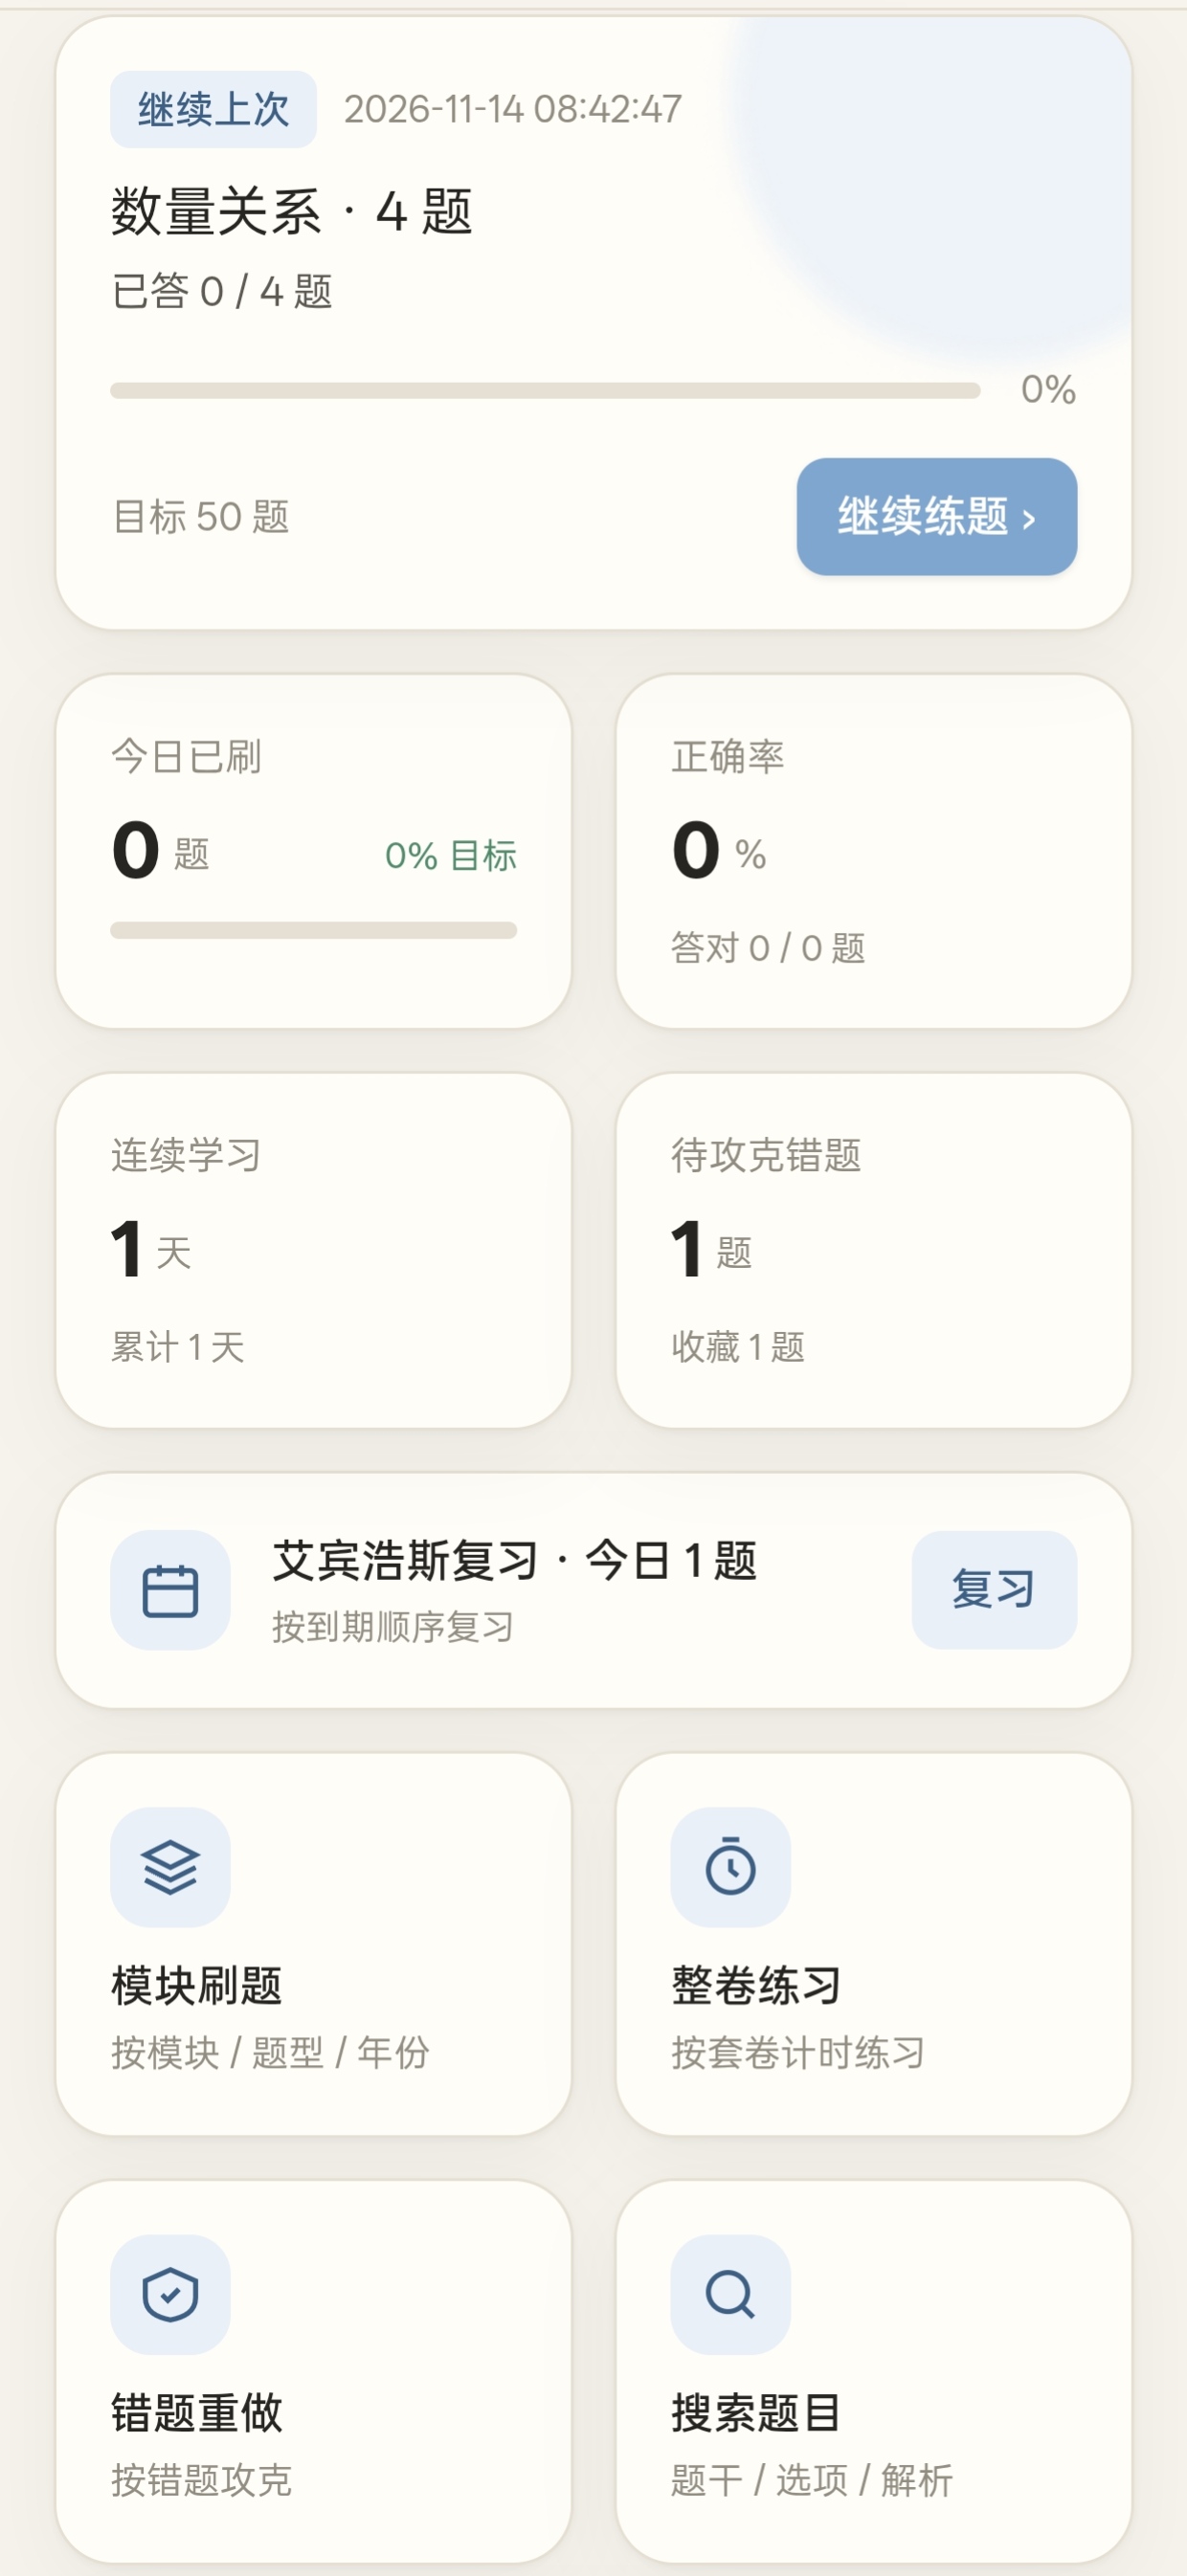 继续上次 2026-11-14 08:42:47
数量关系 · 4 题
已答 0 / 4 题
0%
目标 50 题
继续练题 ›
今日已刷
0 题 0% 目标
正确率
0 %
答对 0 / 0 题
连续学习
1 天
累计 1 天
待攻克错题
1 题
收藏 1 题
艾宾浩斯复习 · 今日 1 题
按到期顺序复习
复习
模块刷题
按模块 / 题型 / 年份
整卷练习
按套卷计时练习
错题重做
按错题攻克
搜索题目
题干 / 选项 / 解析